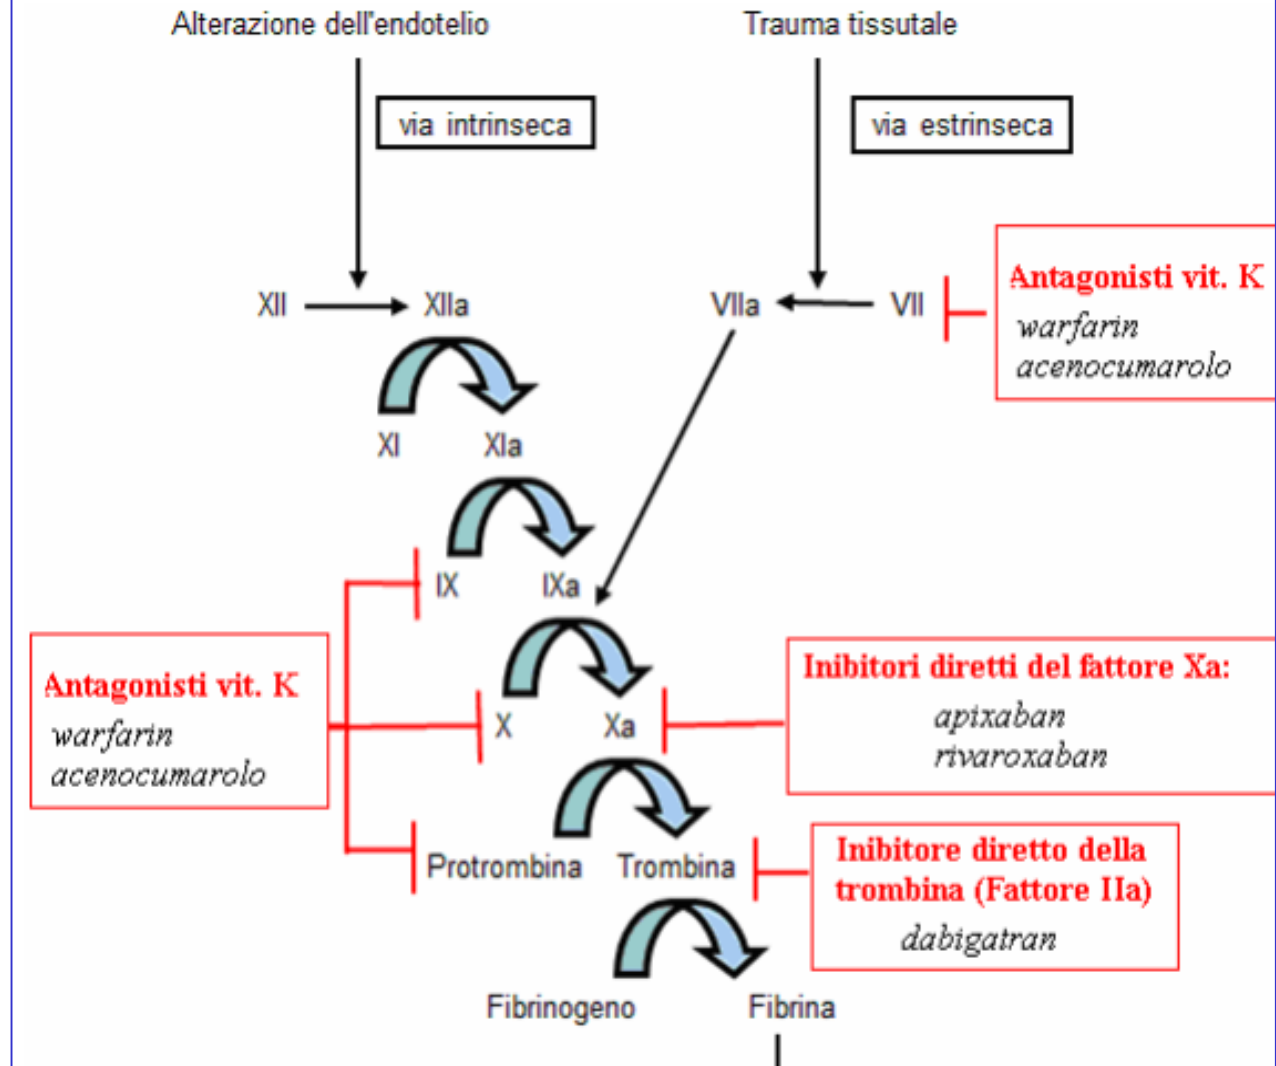 Alterazione dell'endotelio
Trauma tissutale
via intrinseca
via estrinseca
XII
XIIa
VIIa
VII
Antagonisti vit. K
warfarin
acenocumarolo
XI
XIa
IX
IXa
Antagonisti vit. K
warfarin
acenocumarolo
X
Xa
Inibitori diretti del fattore Xa:
apixaban
rivaroxaban
Protrombina
Trombina
Inibitore diretto della
trombina (Fattore IIa)
dabigatran
Fibrinogeno
Fibrina